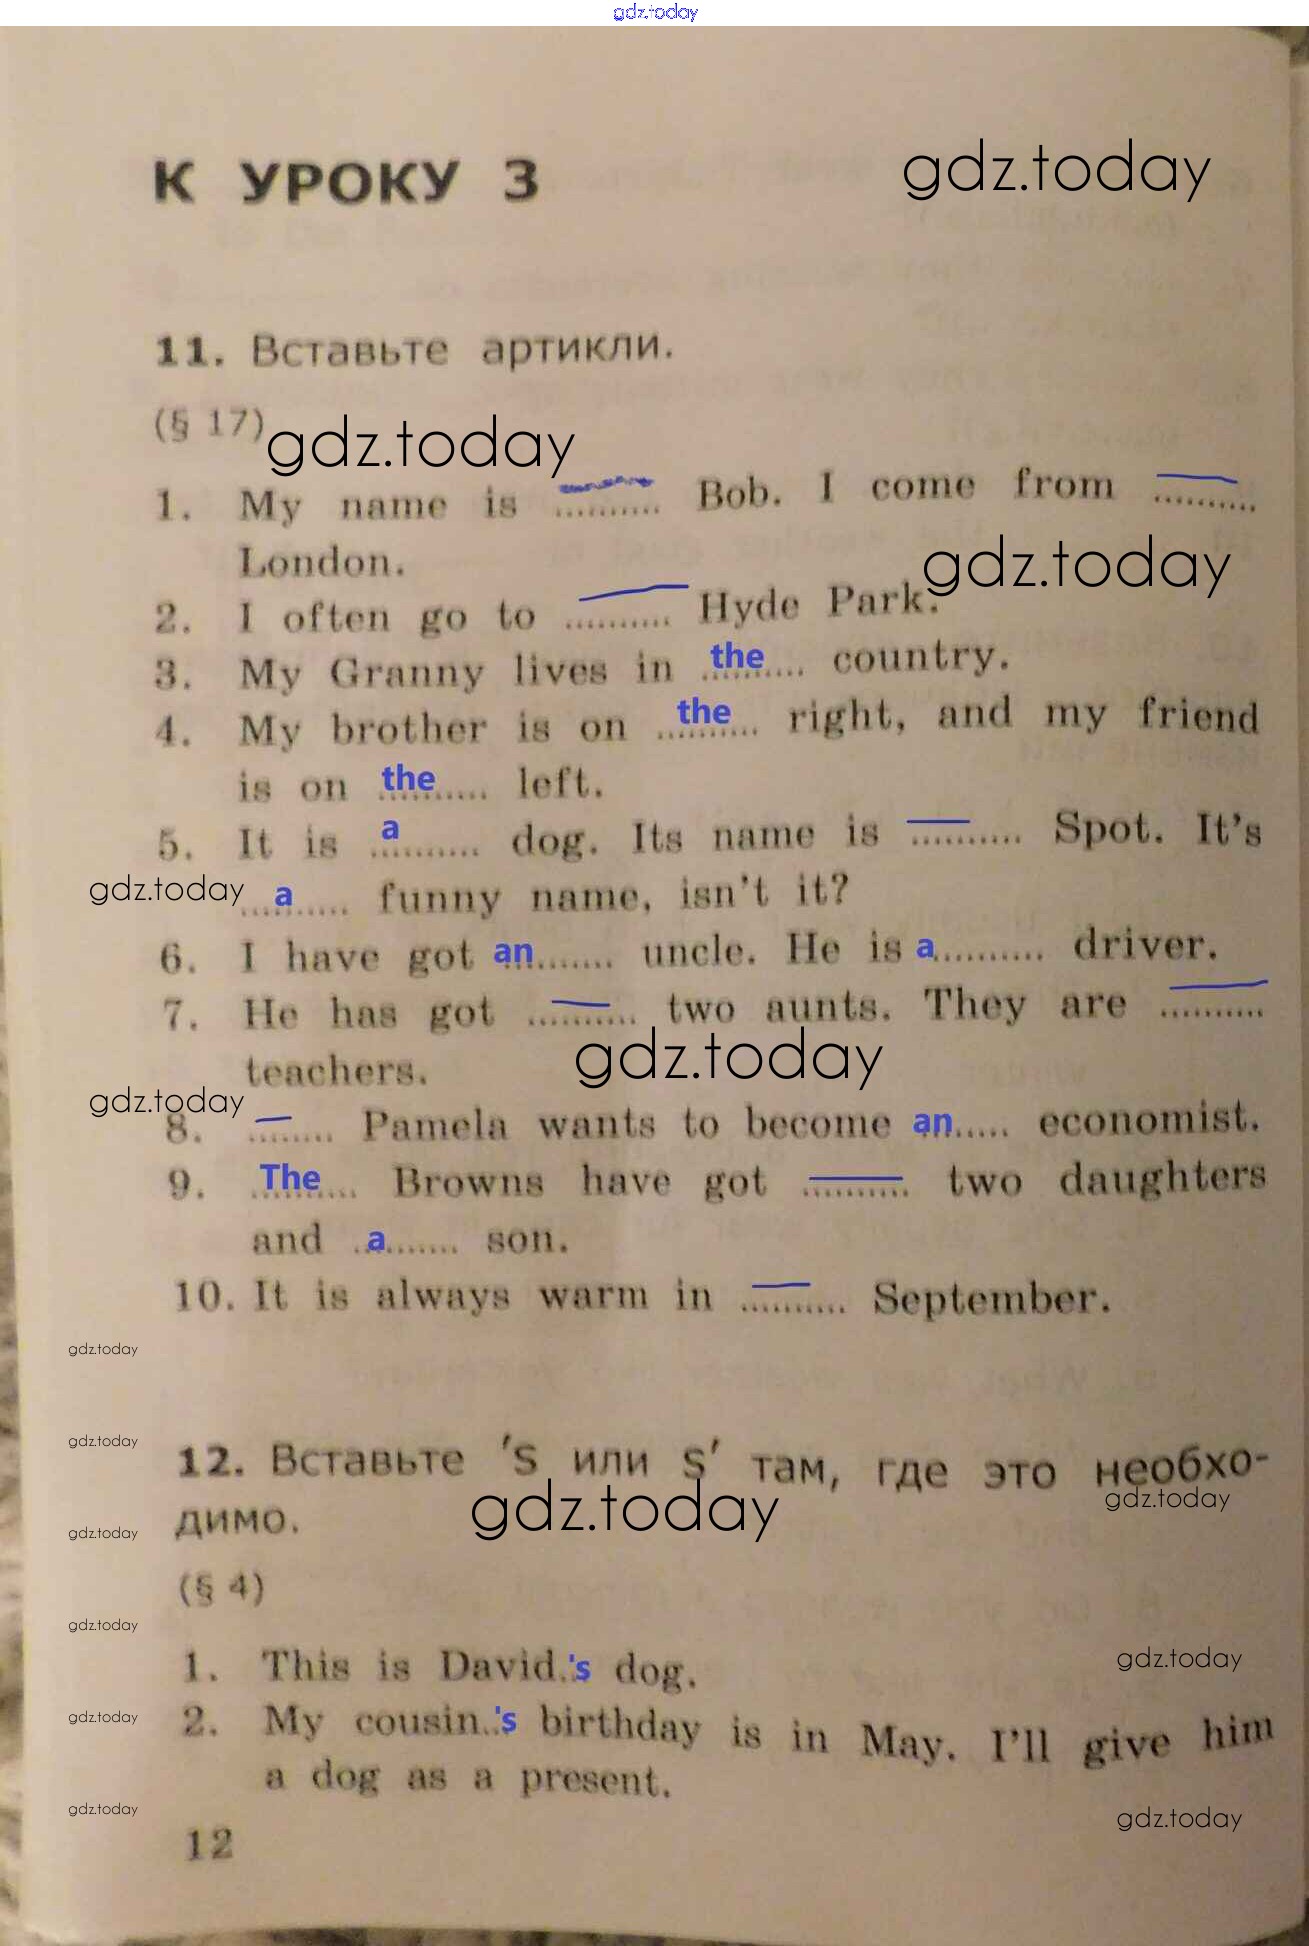 gdz.today
К УРОКУ 3 gdz.today
11. Вставьте артикли.
(§ 17) gdz.today
1. My name is .......... Bob. I come from ..........
London.
gdz.today
2. I often go to .......... Hyde Park.
3. My Granny lives in the.......... country.
4. My brother is on the.......... right, and my friend
is on the.......... left.
5. It is a.......... dog. Its name is .......... Spot. It's
gdz.today a.......... funny name, isn't it?
6. I have got an.......... uncle. He is a.......... driver.
7. He has got .......... two aunts. They are ..........
teachers. gdz.today
gdz.today
8. ........ Pamela wants to become an..... economist.
9. The.......... Browns have got .......... two daughters
and a.......... son.
10. It is always warm in .......... September.
gdz.today
gdz.today
12. Вставьте 's или s' там, где это необхо-
gdz.today gdz.today
gdz.today димо.
(§ 4)
gdz.today
1. This is David..'s dog. gdz.today
gdz.today 2. My cousin..'s birthday is in May. I'll give him
a dog as a present.
gdz.today gdz.today
12